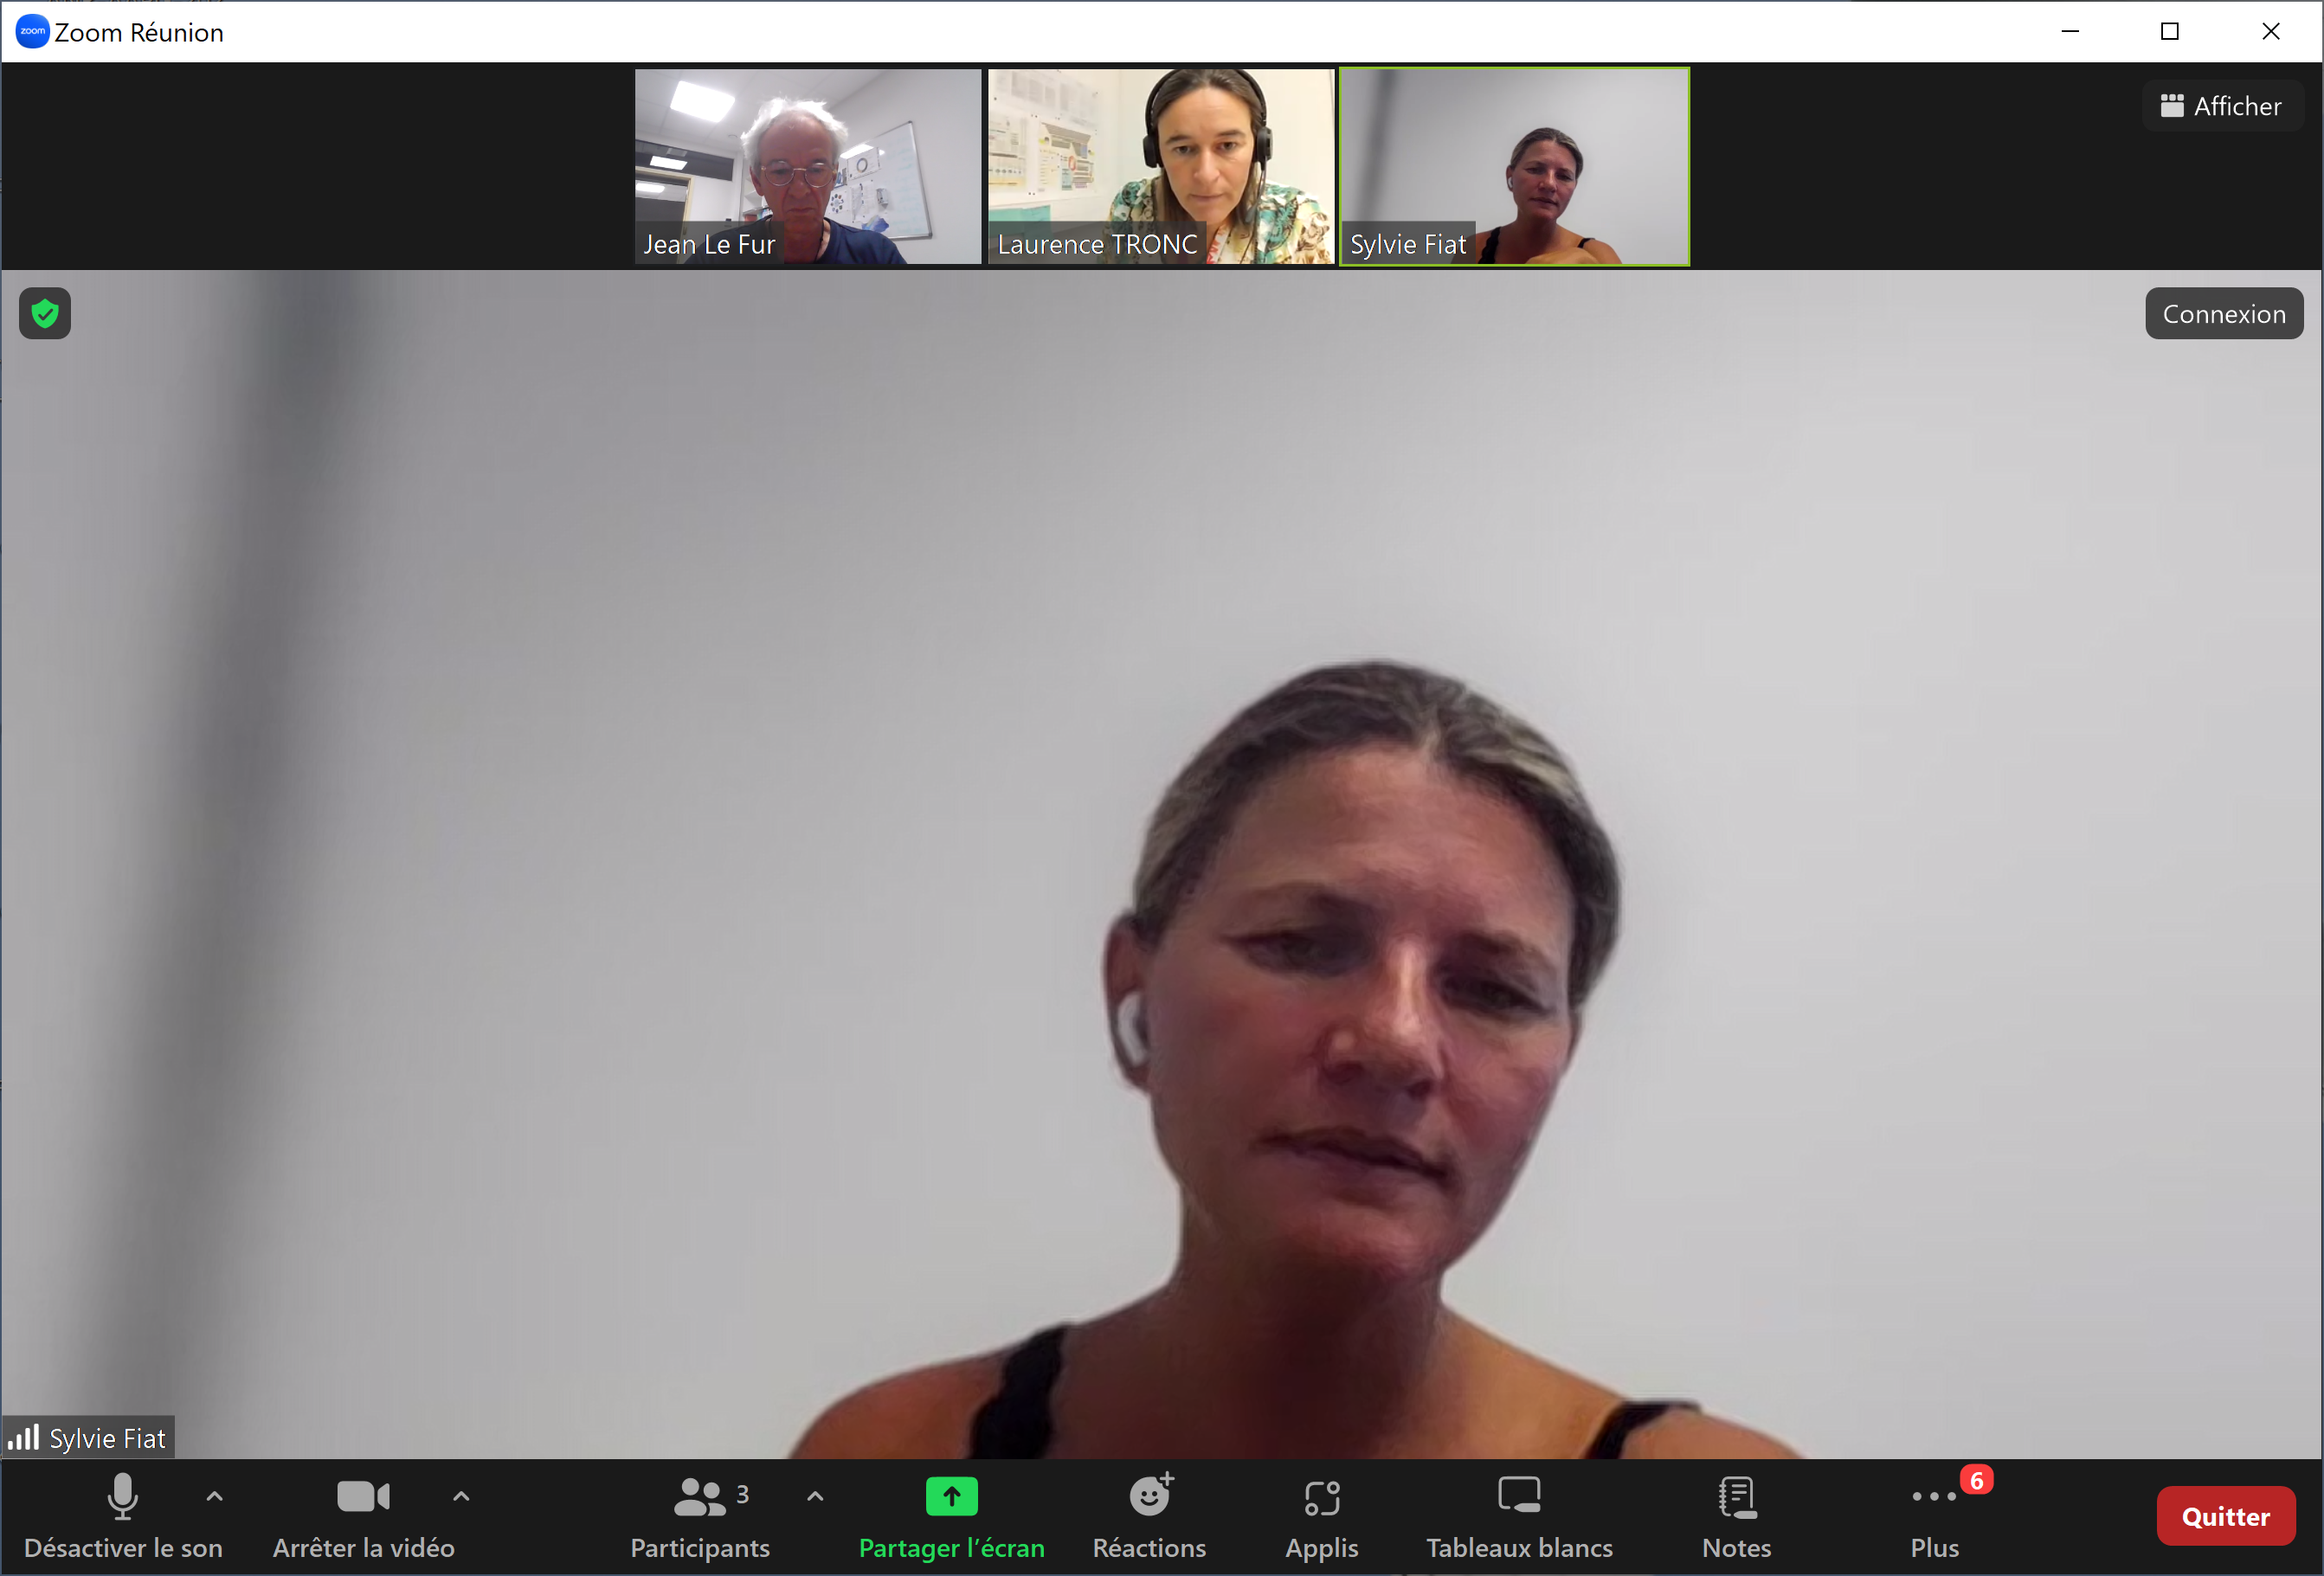 zoom Zoom Réunion
Jean Le Fur
Laurence TRONC
Sylvie Fiat
Afficher
Connexion
Sylvie Fiat
3
6
Désactiver le son
Arrêter la vidéo
Participants
Partager l’écran
Réactions
Applis
Tableaux blancs
Notes
Plus
Quitter